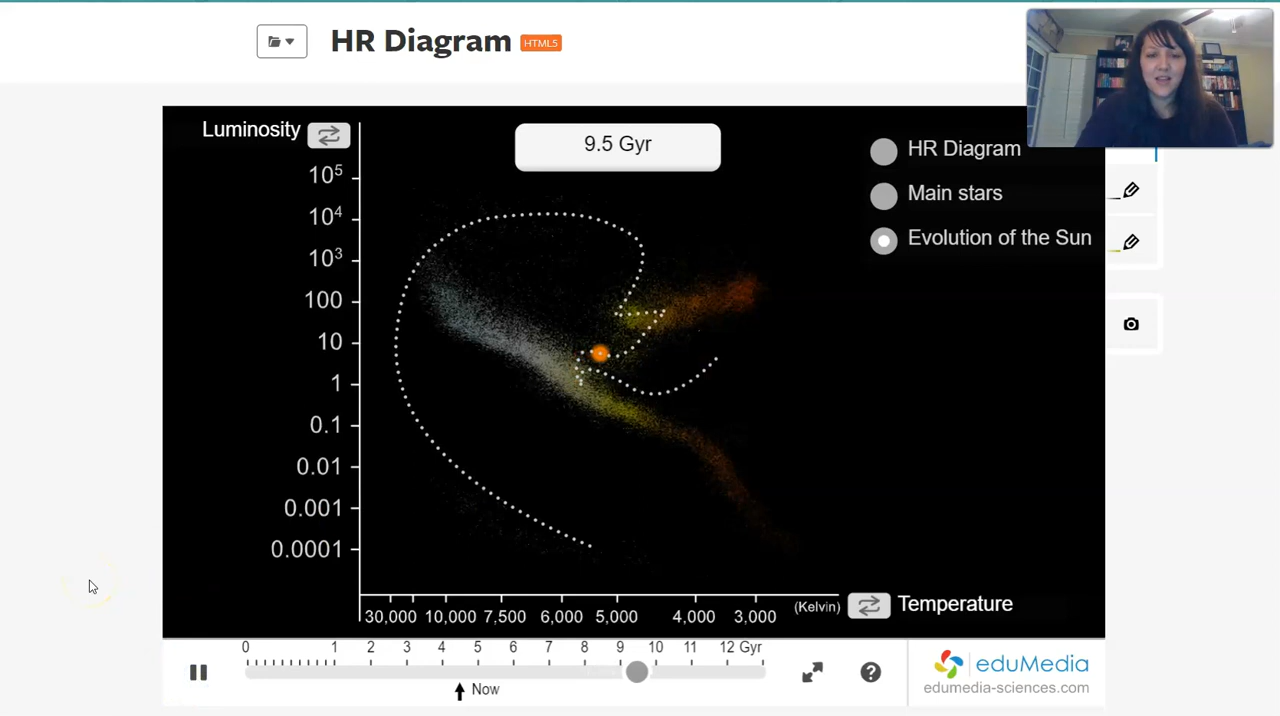 HR Diagram HTML5
Luminosity
9.5 Gyr
HR Diagram
Main stars
Evolution of the Sun
10⁵
10⁴
10³
100
10
1
0.1
0.01
0.001
0.0001
30,000 10,000 7,500 6,000 5,000 4,000 3,000 (Kelvin) Temperature
0 1 2 3 4 5 6 7 8 9 10 11 12 Gyr
Now
?
eduMedia
edumedia-sciences.com